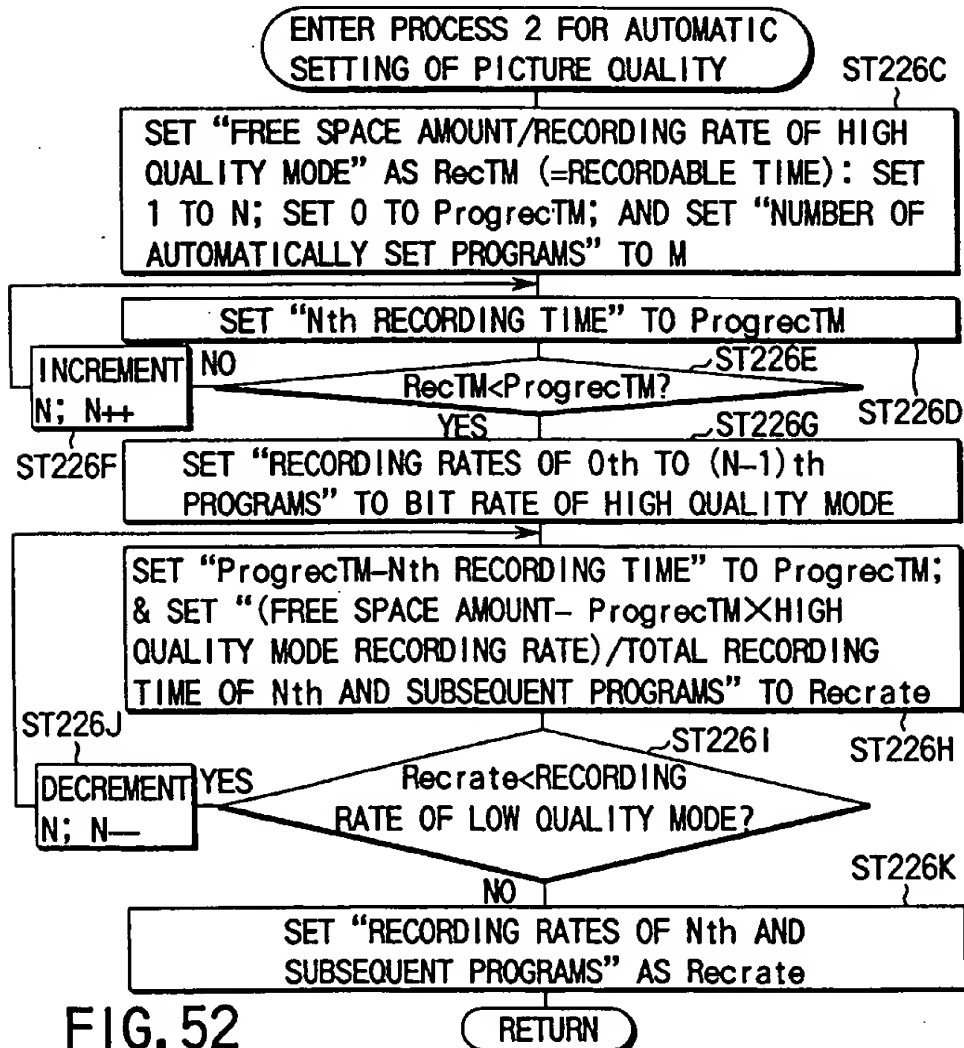 ENTER PROCESS 2 FOR AUTOMATIC
SETTING OF PICTURE QUALITY
ST226C
SET “FREE SPACE AMOUNT/RECORDING RATE OF HIGH
QUALITY MODE” AS RecTM (=RECORDABLE TIME): SET
1 TO N; SET 0 TO ProgrecTM; AND SET “NUMBER OF
AUTOMATICALLY SET PROGRAMS” TO M
SET “Nth RECORDING TIME” TO ProgrecTM
ST226D
INCREMENT
N; N++
ST226F
NO
RecTM<ProgrecTM?
ST226E
YES
ST226G
SET “RECORDING RATES OF 0th TO (N-1)th
PROGRAMS” TO BIT RATE OF HIGH QUALITY MODE
SET “ProgrecTM-Nth RECORDING TIME” TO ProgrecTM;
& SET “(FREE SPACE AMOUNT- ProgrecTM×HIGH
QUALITY MODE RECORDING RATE)/TOTAL RECORDING
TIME OF Nth AND SUBSEQUENT PROGRAMS” TO Recrate
ST226H
ST226J
DECREMENT
N; N—
YES
ST226I
Recrate<RECORDING
RATE OF LOW QUALITY MODE?
NO
ST226K
SET “RECORDING RATES OF Nth AND
SUBSEQUENT PROGRAMS” AS Recrate
RETURN
FIG. 52